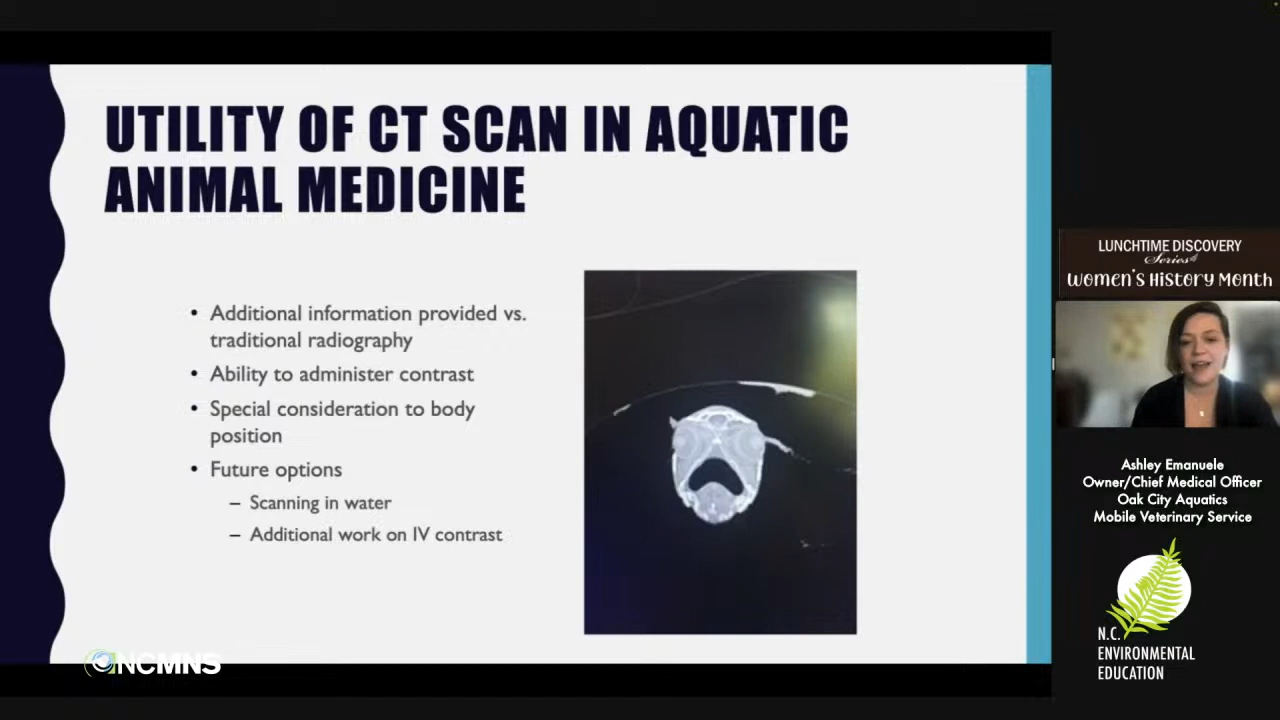 UTILITY OF CT SCAN IN AQUATIC
ANIMAL MEDICINE
• Additional information provided vs.
traditional radiography
• Ability to administer contrast
• Special consideration to body
position
• Future options
– Scanning in water
– Additional work on IV contrast
NCMNS
LUNCHTIME DISCOVERY
Series
WOMEN'S HISTORY MONTH
Ashley Emanuele
Owner/Chief Medical Officer
Oak City Aquatics
Mobile Veterinary Service
N.C.
ENVIRONMENTAL
EDUCATION